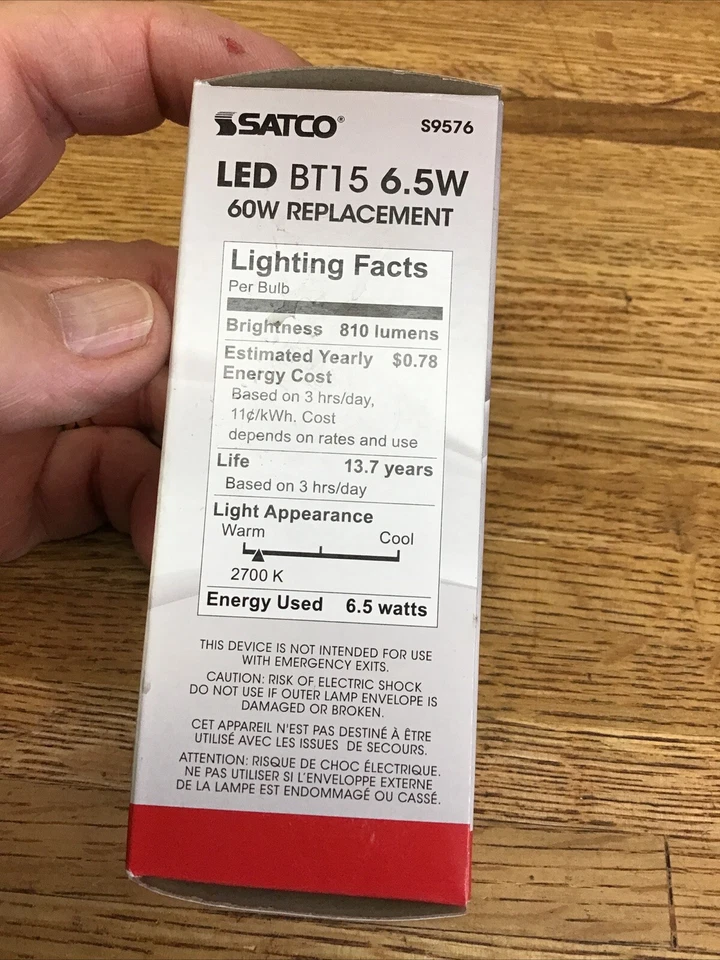 SATCO® S9576
LED BT15 6.5W
60W REPLACEMENT
Lighting Facts
Per Bulb
Brightness 810 lumens
Estimated Yearly $0.78
Energy Cost
Based on 3 hrs/day,
11¢/kWh, Cost
depends on rates and use
Life 13.7 years
Based on 3 hrs/day
Light Appearance
Warm Cool
2700 K
Energy Used 6.5 watts
THIS DEVICE IS NOT INTENDED FOR USE
WITH EMERGENCY EXITS.
CAUTION: RISK OF ELECTRIC SHOCK
DO NOT USE IF OUTER LAMP ENVELOPE IS
DAMAGED OR BROKEN.
CET APPAREIL N'EST PAS DESTINÉ À ÊTRE
UTILISÉ AVEC LES ISSUES DE SECOURS.
ATTENTION: RISQUE DE CHOC ÉLECTRIQUE.
NE PAS UTILISER SI L'ENVELOPPE EXTERNE
DE LA LAMPE EST ENDOMMAGÉ OU CASSÉ.